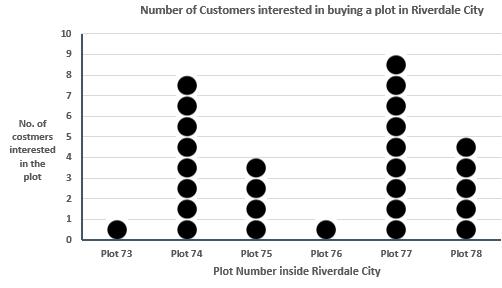 Number of Customers interested in buying a plot in Riverdale City
10
9
8
7
6
5
4
3
2
1
0
No. of
costmers
interested
in the
plot
Plot 73 Plot 74 Plot 75 Plot 76 Plot 77 Plot 78
Plot Number inside Riverdale City